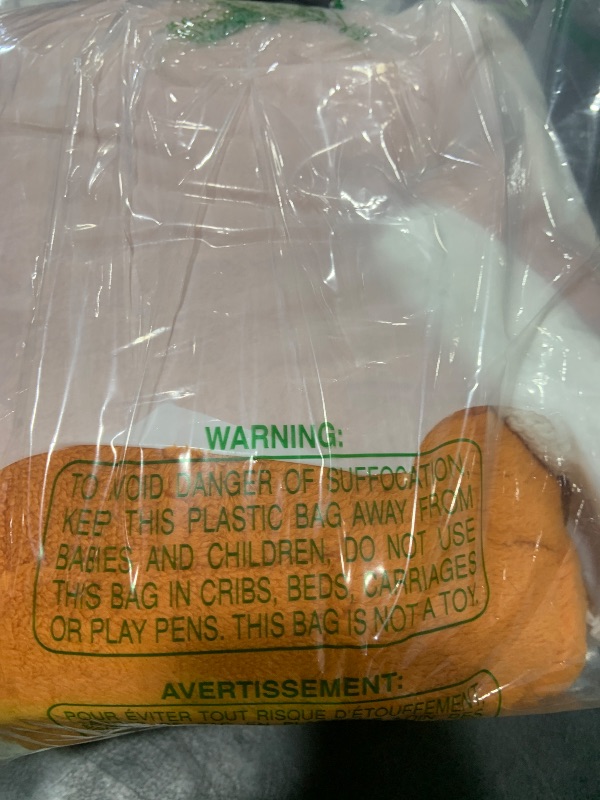 WARNING:
TO AVOID DANGER OF SUFFOCATION,
KEEP THIS PLASTIC BAG AWAY FROM
BABIES AND CHILDREN, DO NOT USE
THIS BAG IN CRIBS, BEDS, CARRIAGES
OR PLAY PENS. THIS BAG IS NOT A TOY.
AVERTISSEMENT:
POUR ÉVITER TOUT RISQUE D'ÉTOUFFEMENT,